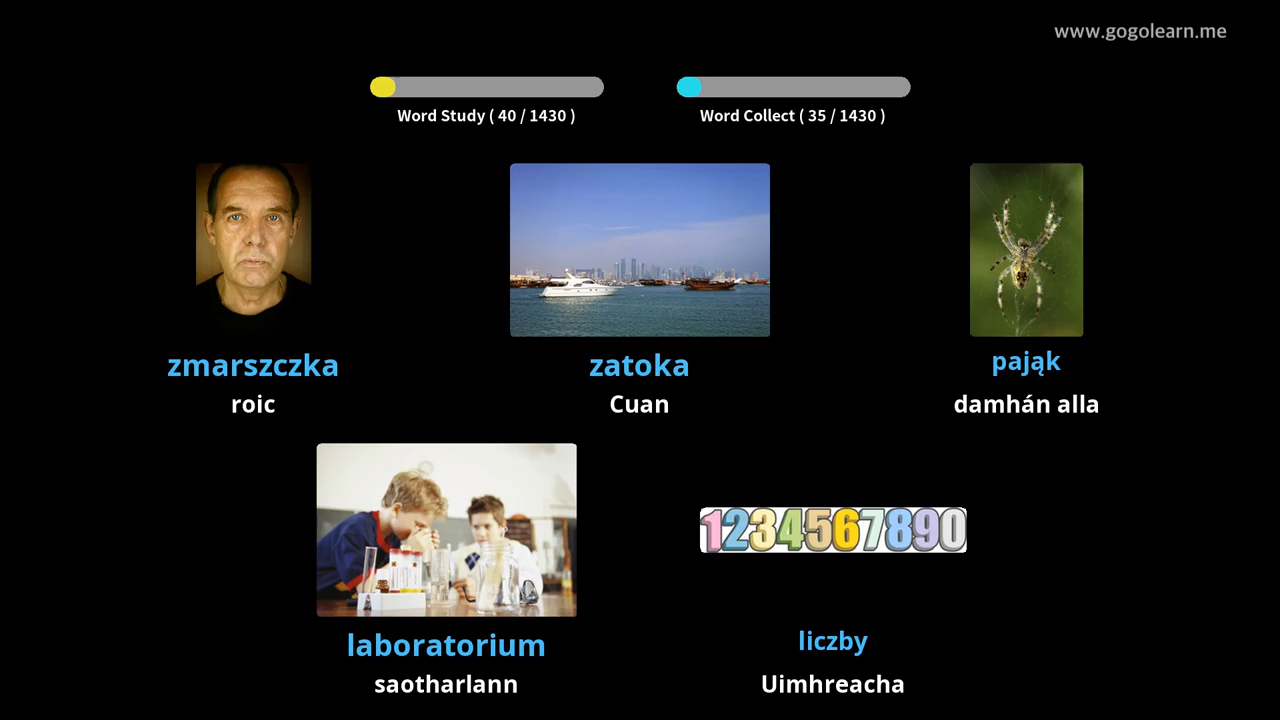 www.gogolearn.me
Word Study ( 40 / 1430 )
Word Collect ( 35 / 1430 )
zmarszczka
roic
zatoka
Cuan
pająk
damhán alla
1234567890
laboratorium
saotharlann
liczby
Uimhreacha